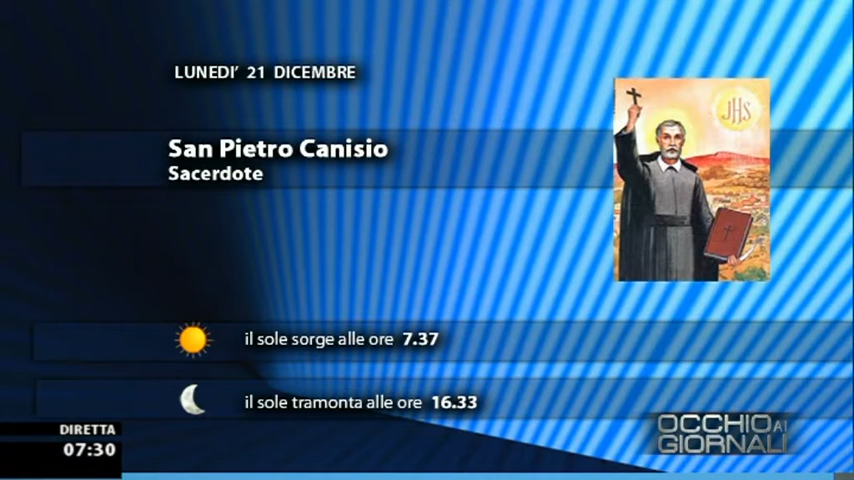 LUNEDI' 21 DICEMBRE
JHS
San Pietro Canisio
Sacerdote
il sole sorge alle ore 7.37
il sole tramonta alle ore 16.33
DIRETTA
07:30
OCCHIO AI
GIORNALI